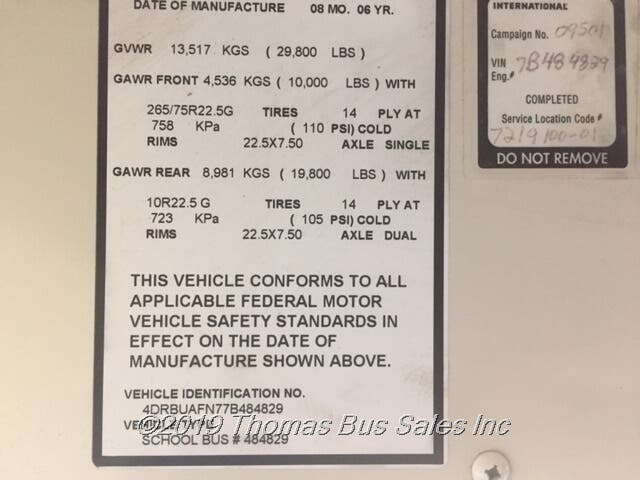 DATE OF MANUFACTURE 08 MO. 06 YR.
GVWR 13,517 KGS ( 29,800 LBS )
GAWR FRONT 4,536 KGS ( 10,000 LBS ) WITH
265/75R22.5G TIRES 14 PLY AT
758 KPa ( 110 PSI) COLD
RIMS 22.5X7.50 AXLE SINGLE
GAWR REAR 8,981 KGS ( 19,800 LBS ) WITH
10R22.5 G TIRES 14 PLY AT
723 KPa ( 105 PSI) COLD
RIMS 22.5X7.50 AXLE DUAL
THIS VEHICLE CONFORMS TO ALL
APPLICABLE FEDERAL MOTOR
VEHICLE SAFETY STANDARDS IN
EFFECT ON THE DATE OF
MANUFACTURE SHOWN ABOVE.
VEHICLE IDENTIFICATION NO.
4DRBUAFN77B484829
VEHICLE TYPE
SCHOOL BUS # 484829
©2019 Thomas Bus Sales Inc
INTERNATIONAL
Campaign No.
VIN 7B484829
Eng.#
COMPLETED
Service Location Code #
DO NOT REMOVE